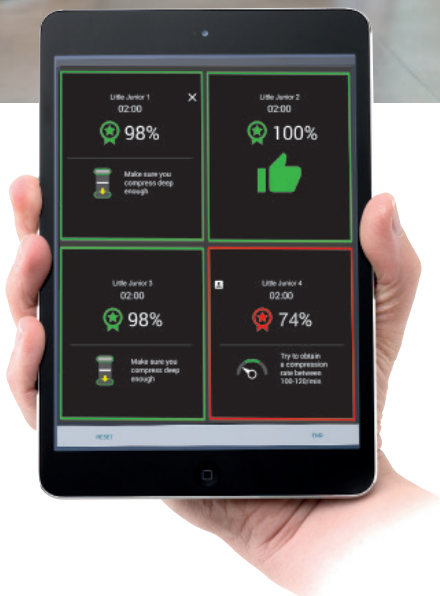 Little Junior 1
02:00
98%
Make sure you
compress deep
enough
Little Junior 2
02:00
100%
Little Junior 3
02:00
98%
Make sure you
compress deep
enough
Little Junior 4
02:00
74%
Try to obtain
a compression
rate between
100-120/min
RESET
END